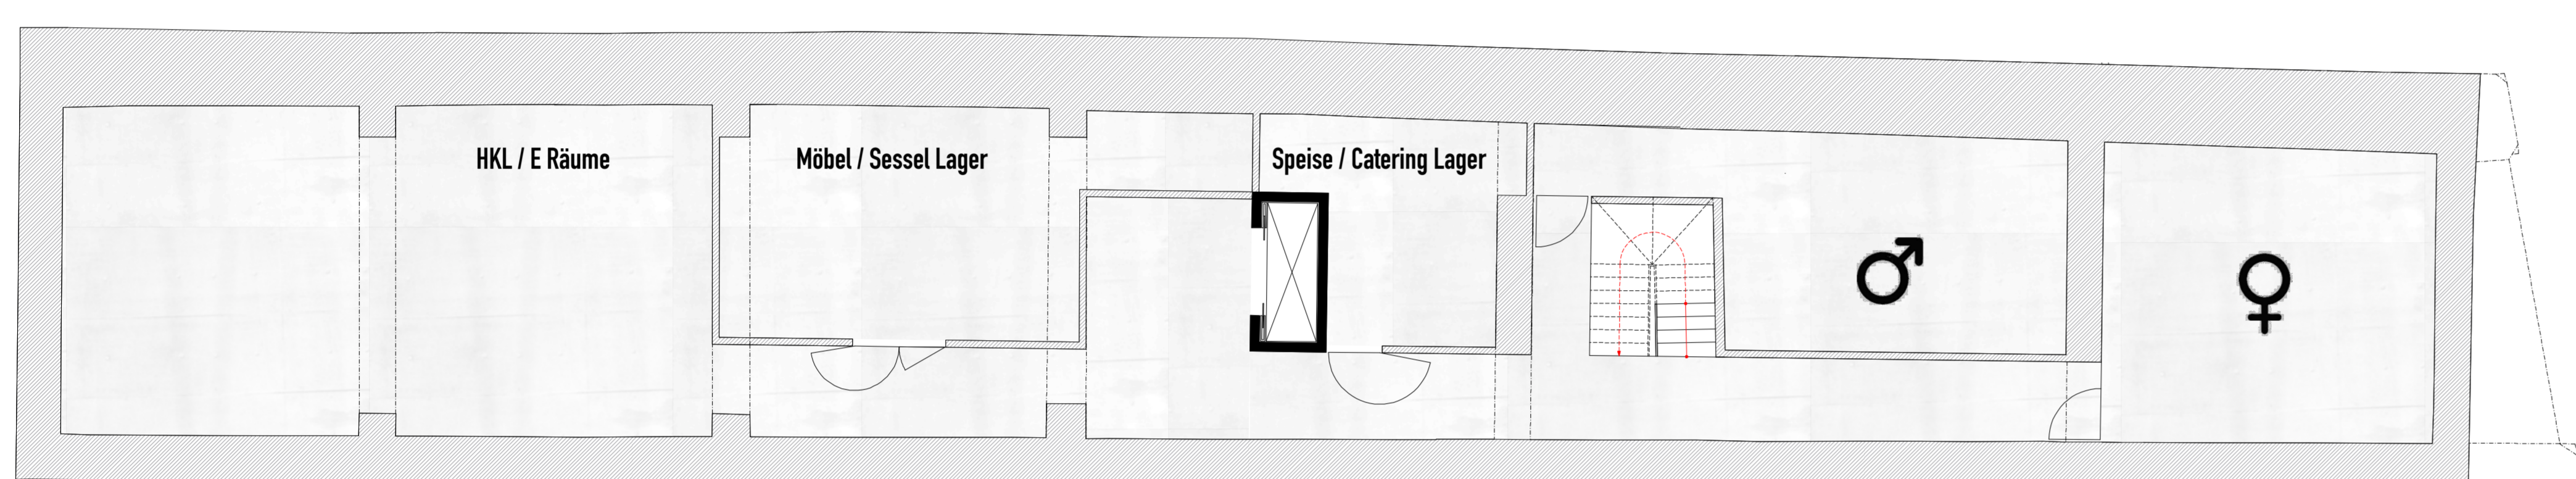 HKL / E Räume
Möbel / Sessel Lager
Speise / Catering Lager
♂
♀